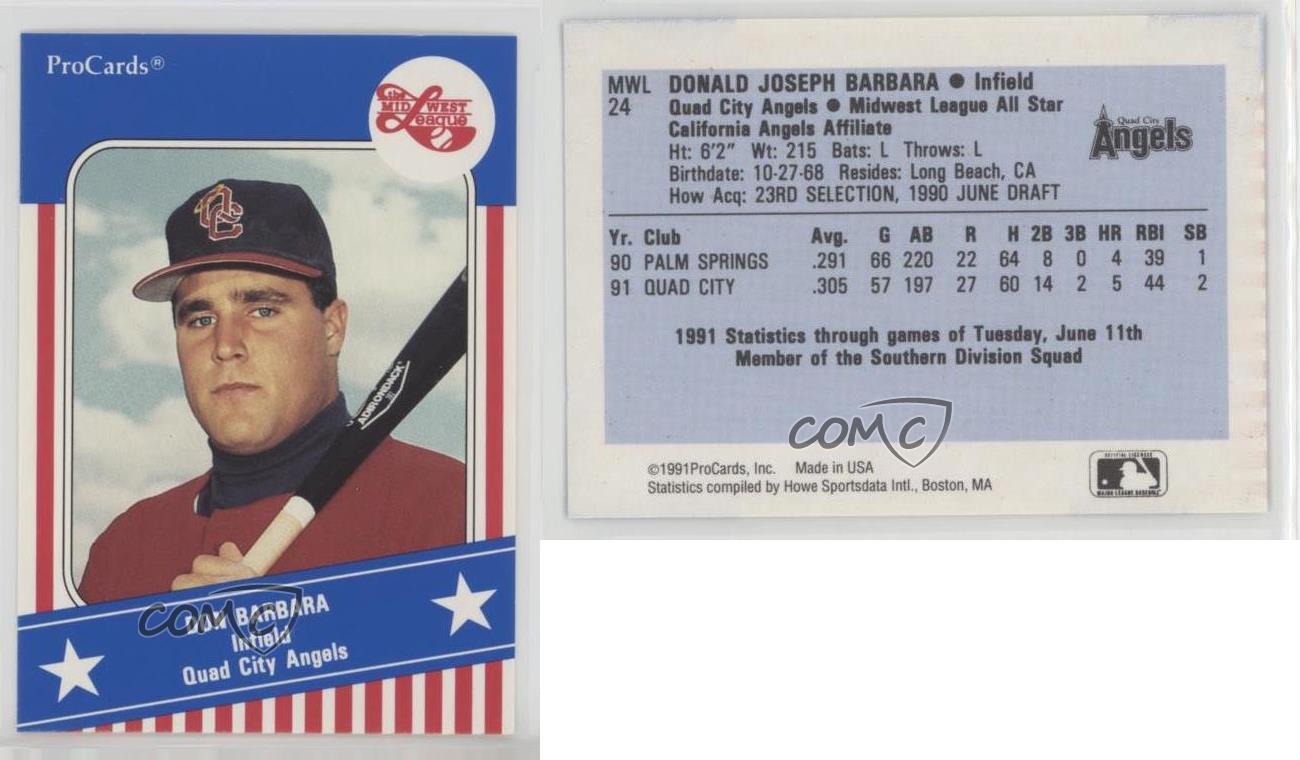 ProCards®
the
MIDWEST
League
QC
ADIRONDACK
DON BARBARA
Infield
Quad City Angels
COMC
MWL DONALD JOSEPH BARBARA ● Infield
24 Quad City Angels ● Midwest League All Star
California Angels Affiliate
Quad City
Angels
Ht: 6'2" Wt: 215 Bats: L Throws: L
Birthdate: 10-27-68 Resides: Long Beach, CA
How Acq: 23RD SELECTION, 1990 JUNE DRAFT
Yr. Club Avg. G AB R H 2B 3B HR RBI SB
90 PALM SPRINGS .291 66 220 22 64 8 0 4 39 1
91 QUAD CITY .305 57 197 27 60 14 2 5 44 2
1991 Statistics through games of Tuesday, June 11th
Member of the Southern Division Squad
COMC
©1991ProCards, Inc. Made in USA
Statistics compiled by Howe Sportsdata Intl., Boston, MA
OFFICIAL LICENSEE
MAJOR LEAGUE BASEBALL